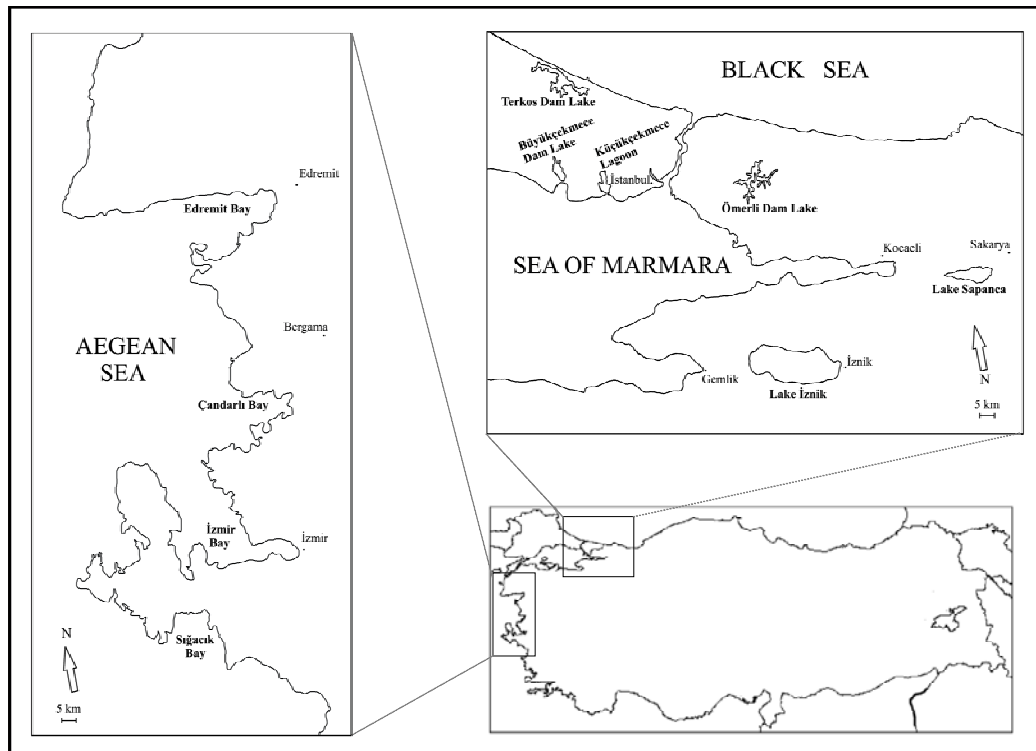 Edremit
Edremit Bay
Bergama
AEGEAN
SEA
Çandarlı Bay
İzmir
Bay
İzmir
Sığacık
Bay
N
5 km
BLACK SEA
Terkos Dam Lake
Büyükçekmece
Dam Lake
Küçükçekmece
Lagoon
İstanbul
Ömerli Dam Lake
SEA OF MARMARA
Kocaeli
Sakarya
Lake Sapanca
Gemlik
İznik
Lake İznik
N
5 km